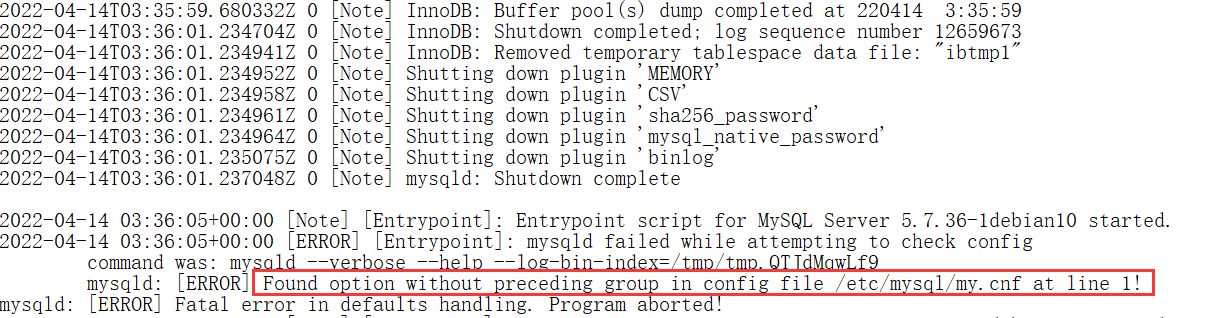 2022-04-14T03:35:59.680332Z 0 [Note] InnoDB: Buffer pool(s) dump completed at 220414  3:35:59
2022-04-14T03:36:01.234704Z 0 [Note] InnoDB: Shutdown completed; log sequence number 12659673
2022-04-14T03:36:01.234941Z 0 [Note] InnoDB: Removed temporary tablespace data file: "ibtmp1"
2022-04-14T03:36:01.234952Z 0 [Note] Shutting down plugin 'MEMORY'
2022-04-14T03:36:01.234958Z 0 [Note] Shutting down plugin 'CSV'
2022-04-14T03:36:01.234961Z 0 [Note] Shutting down plugin 'sha256_password'
2022-04-14T03:36:01.234964Z 0 [Note] Shutting down plugin 'mysql_native_password'
2022-04-14T03:36:01.235075Z 0 [Note] Shutting down plugin 'binlog'
2022-04-14T03:36:01.237048Z 0 [Note] mysqld: Shutdown complete
2022-04-14 03:36:05+00:00 [Note] [Entrypoint]: Entrypoint script for MySQL Server 5.7.36-1debian10 started.
2022-04-14 03:36:05+00:00 [ERROR] [Entrypoint]: mysqld failed while attempting to check config
command was: mysqld --verbose --help --log-bin-index=/tmp/tmp.QTJdMqwLf9
mysqld: [ERROR] Found option without preceding group in config file /etc/mysql/my.cnf at line 1!
mysqld: [ERROR] Fatal error in defaults handling. Program aborted!